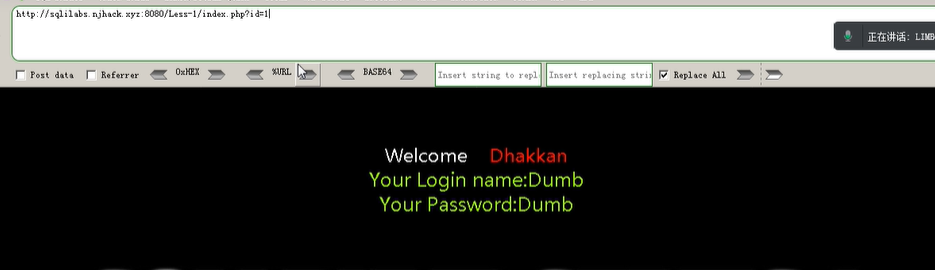 http://sqlilabs.njhack.xyz:8080/Less-1/index.php?id=1
正在讲话: LIMB
Post data Referrer 0xHEX %URL BASE64 Insert string to repl Insert replacing strin Replace All
Welcome Dhakkan
Your Login name:Dumb
Your Password:Dumb